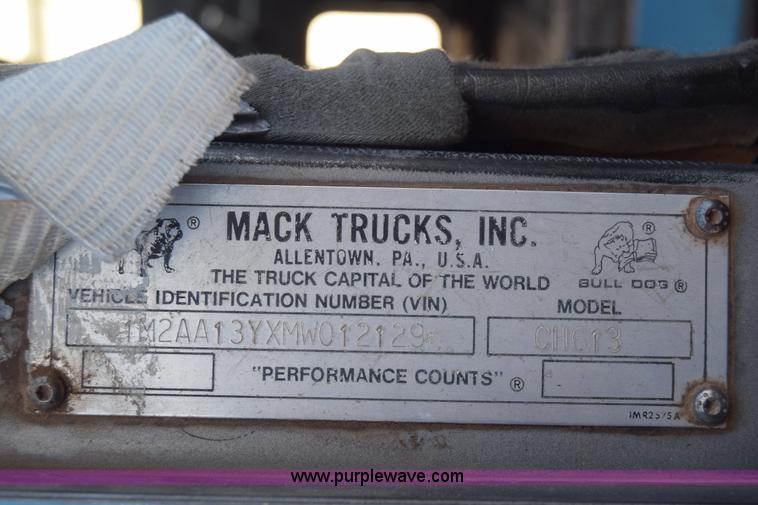 MACK TRUCKS, INC.
ALLENTOWN, PA., U.S.A.
THE TRUCK CAPITAL OF THE WORLD
BULL DOG ®
®
®
VEHICLE IDENTIFICATION NUMBER (VIN)
MODEL
1M2AA13YXMW012129
CH613
"PERFORMANCE COUNTS" ®
1MR2575A
www.purplewave.com